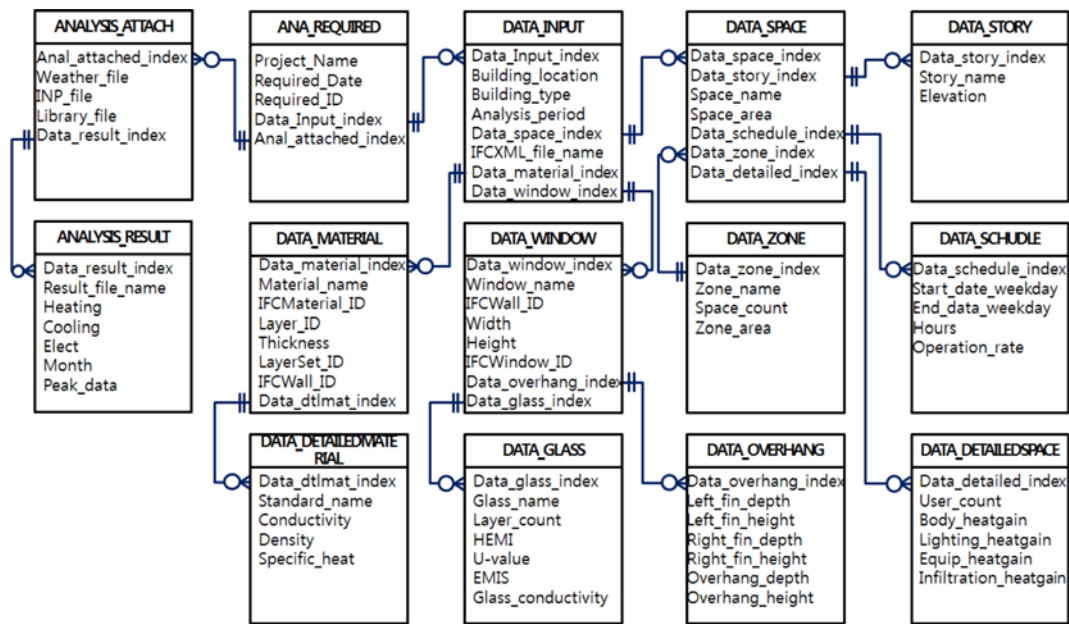 ANALYSIS_ATTACH
Anal_attached_index
Weather_file
INP_file
Library_file
Data_result_index
ANA_REQUIRED
Project_Name
Required_Date
Required_ID
Data_Input_index
Anal_attached_index
DATA_INPUT
Data_Input_index
Building_location
Building_type
Analysis_period
Data_space_index
IFCXML_file_name
Data_material_index
Data_window_index
DATA_SPACE
Data_space_index
Data_story_index
Space_name
Space_area
Data_schedule_index
Data_zone_index
Data_detailed_index
DATA_STORY
Data_story_index
Story_name
Elevation
ANALYSIS_RESULT
Data_result_index
Result_file_name
Heating
Cooling
Elect
Month
Peak_data
DATA_MATERIAL
Data_material_index
Material_name
IFCMaterial_ID
Layer_ID
Thickness
LayerSet_ID
IFCWall_ID
Data_dtlmat_index
DATA_WINDOW
Data_window_index
Window_name
IFCWall_ID
Width
Height
IFCWindow_ID
Data_overhang_index
Data_glass_index
DATA_ZONE
Data_zone_index
Zone_name
Space_count
Zone_area
DATA_SCHUDLE
Data_schedule_index
Start_date_weekday
End_data_weekday
Hours
Operation_rate
DATA_DETAILEDMATE
RIAL
Data_dtlmat_index
Standard_name
Conductivity
Density
Specific_heat
DATA_GLASS
Data_glass_index
Glass_name
Layer_count
HEMI
U-value
EMIS
Glass_conductivity
DATA_OVERHANG
Data_overhang_index
Left_fin_depth
Left_fin_height
Right_fin_depth
Right_fin_height
Overhang_depth
Overhang_height
DATA_DETAILEDSPACE
Data_detailed_index
User_count
Body_heatgain
Lighting_heatgain
Equip_heatgain
Infiltration_heatgain